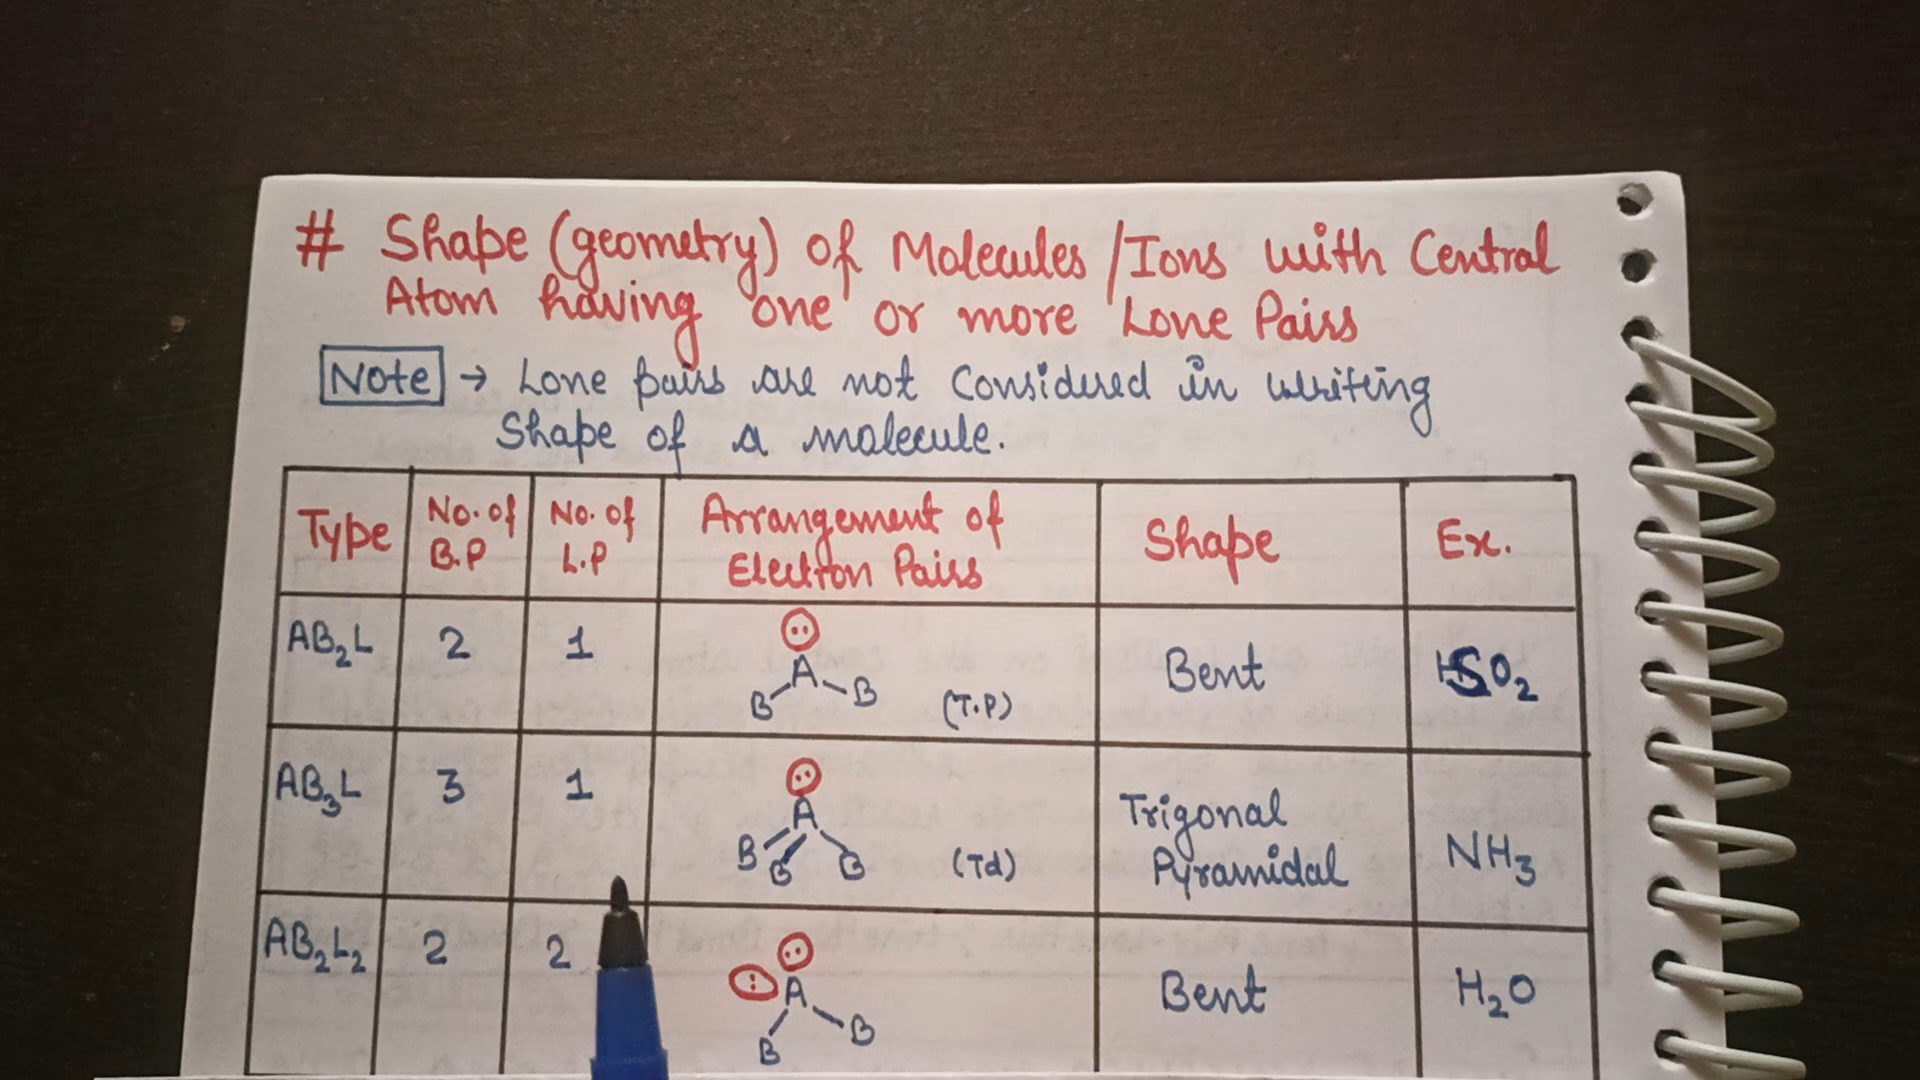 # Shape (geometry) of Molecules/Ions with Central
Atom having one or more Lone Pairs
Note → Lone pairs are not Considered in writing
Shape of a molecule.
Type No. of B.P No. of L.P Arrangement of Electron Pairs Shape Ex.
AB₂L 2 1 A B B (T.P) Bent SO₂
AB₃L 3 1 A B B B (Td) Trigonal Pyramidal NH₃
AB₂L₂ 2 2 A B B Bent H₂O